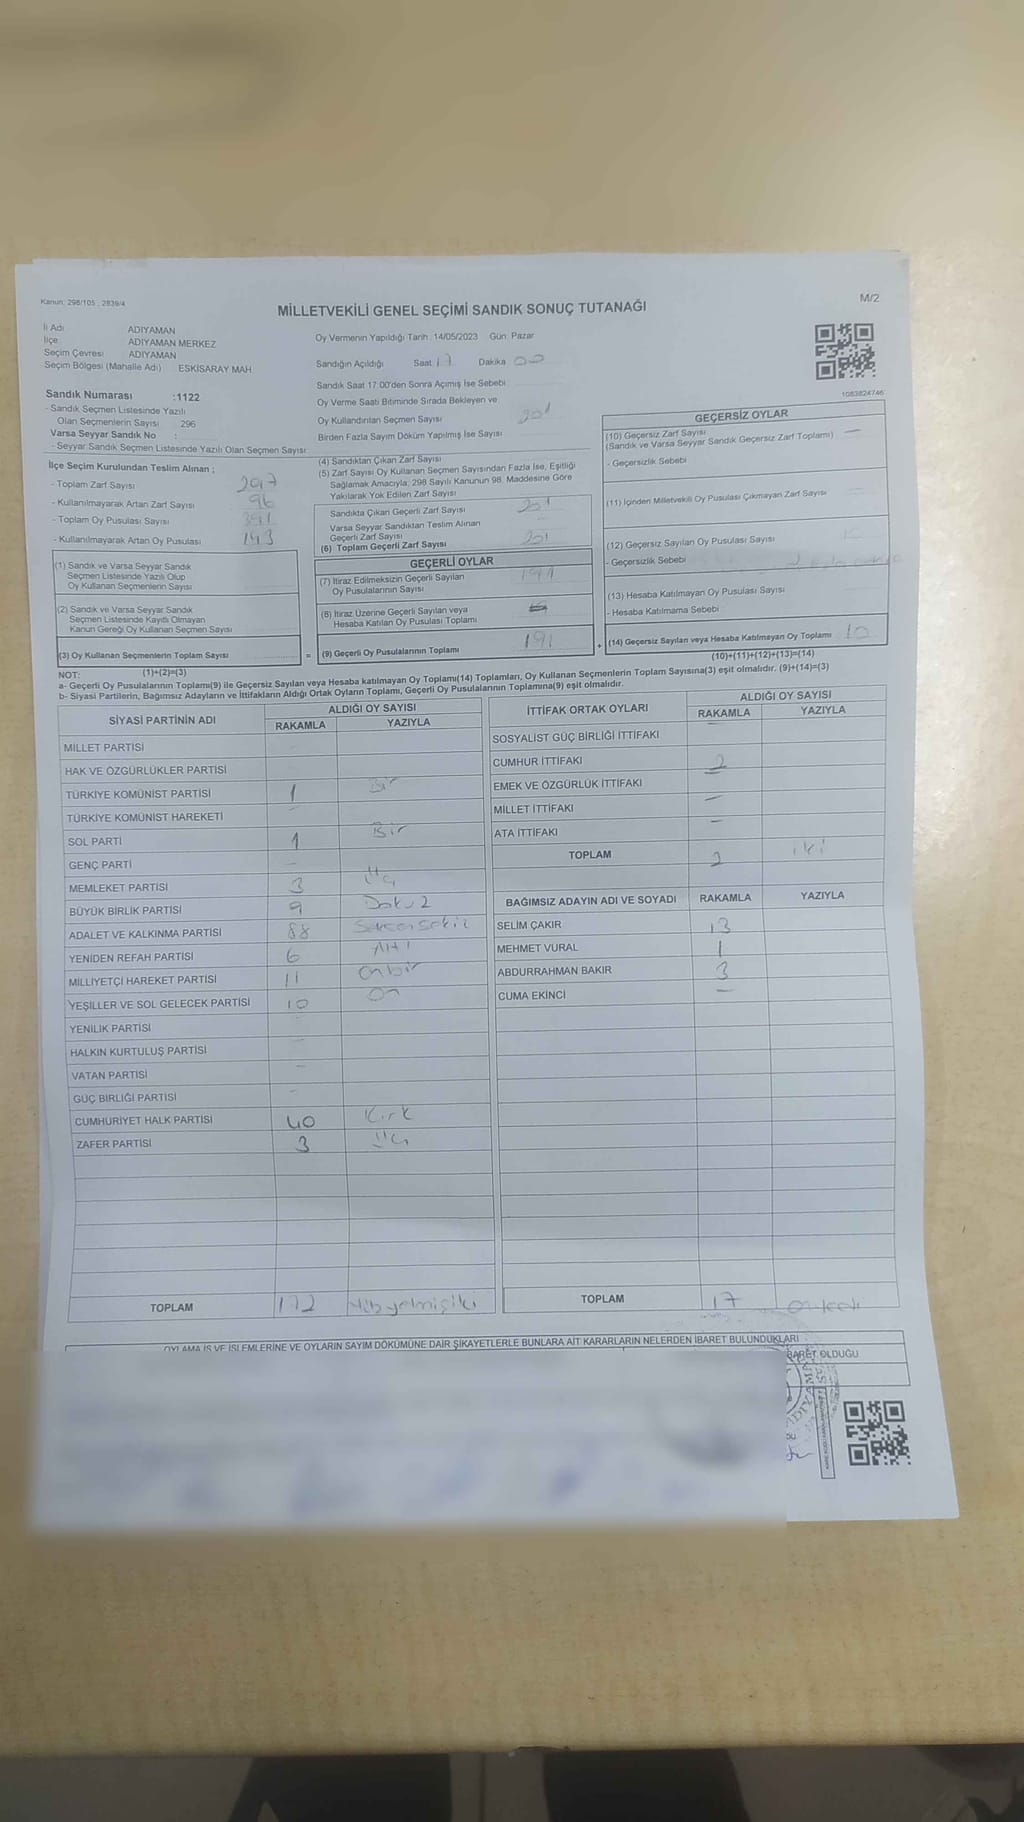 Kanun: 298/105 ; 2839/4
M/2
MİLLETVEKİLİ GENEL SEÇİMİ SANDIK SONUÇ TUTANAĞI
İl Adı ADIYAMAN
İlçe ADIYAMAN MERKEZ
Seçim Çevresi ADIYAMAN
Seçim Bölgesi (Mahalle Adı) ESKİSARAY MAH
Sandık Numarası :1122
- Sandık Seçmen Listesinde Yazılı
Olan Seçmenlerin Sayısı 296
Varsa Seyyar Sandık No :
- Seyyar Sandık Seçmen Listesinde Yazılı Olan Seçmen Sayısı
Oy Vermenin Yapıldığı Tarih 14/05/2023 Gün: Pazar
Sandığın Açıldığı Saat 17 Dakika 00
Sandık Saat 17:00'den Sonra Açımış İse Sebebi
Oy Verme Saati Bitiminde Sırada Bekleyen ve
Oy Kullandırılan Seçmen Sayısı 201
Birden Fazla Sayım Döküm Yapılmış İse Sayısı
1083824746
İlçe Seçim Kurulundan Teslim Alınan ;
- Toplam Zarf Sayısı
- Kullanılmayarak Artan Zarf Sayısı 96
- Toplam Oy Pusulası Sayısı
- Kullanılmayarak Artan Oy Pusulası 143
(1) Sandık ve Varsa Seyyar Sandık
Seçmen Listesinde Yazılı Olup
Oy Kullanan Seçmenlerin Sayısı
(2) Sandık ve Varsa Seyyar Sandık
Seçmen Listesinde Kayıtlı Olmayan
Kanun Gereği Oy Kullanan Seçmen Sayısı
(3) Oy Kullanan Seçmenlerin Toplam Sayısı
(1)+(2)=(3)
(4) Sandıktan Çıkan Zarf Sayısı
(5) Zarf Sayısı Oy Kullanan Seçmen Sayısından Fazla İse, Eşitliği
Sağlamak Amacıyla, 298 Sayılı Kanunun 98. Maddesine Göre
Yakılarak Yok Edilen Zarf Sayısı
Sandıkta Çıkan Geçerli Zarf Sayısı 201
Varsa Seyyar Sandıktan Teslim Alınan
Geçerli Zarf Sayısı
(6) Toplam Geçerli Zarf Sayısı 201
GEÇERLİ OYLAR
(7) İtiraz Edilmeksizin Geçerli Sayılan
Oy Pusulasının Sayısı 191
(8) İtiraz Üzerine Geçerli Sayılan veya
Hesaba Katılan Oy Pusulası Toplamı
= (9) Geçerli Oy Pusulalarının Toplamı 191
GEÇERSİZ OYLAR
(10) Geçersiz Zarf Sayısı —
(Sandık ve Varsa Seyyar Sandık Geçersiz Zarf Toplamı)
- Geçersizlik Sebebi
(11) İçinden Milletvekili Oy Pusulası Çıkmayan Zarf Sayısı
(12) Geçersiz Sayılan Oy Pusulası Sayısı
- Geçersizlik Sebebi
(13) Hesaba Katılmayan Oy Pusulası Sayısı
- Hesaba Katılmama Sebebi
+ (14) Geçersiz Sayılan veya Hesaba Katılmayan Oy Toplamı 10
(10)+(11)+(12)+(13)=(14)
NOT:
a- Geçerli Oy Pusulalarının Toplamı(9) ile Geçersiz Sayılan veya Hesaba katılmayan Oy Toplamı(14) Toplamları, Oy Kullanan Seçmenlerin Toplam Sayısına(3) eşit olmalıdır. (9)+(14)=(3)
b- Siyasi Partilerin, Bağımsız Adayların ve İttifakların Aldığı Ortak Oyların Toplamı, Geçerli Oy Pusulalarının Toplamına(9) eşit olmalıdır.
SİYASİ PARTİNİN ADI ALDIĞI OY SAYISI
RAKAMLA YAZIYLA
MİLLET PARTİSİ
HAK VE ÖZGÜRLÜKLER PARTİSİ
TÜRKİYE KOMÜNİST PARTİSİ 1 Bir
TÜRKİYE KOMÜNİST HAREKETİ —
SOL PARTİ 1 Bir
GENÇ PARTİ —
MEMLEKET PARTİSİ 3 Üç
BÜYÜK BİRLİK PARTİSİ 9 Dokuz
ADALET VE KALKINMA PARTİSİ 88 Seksensekiz
YENİDEN REFAH PARTİSİ 6 Altı
MİLLİYETÇİ HAREKET PARTİSİ 11 Onbir
YEŞİLLER VE SOL GELECEK PARTİSİ 10 On
YENİLİK PARTİSİ
HALKIN KURTULUŞ PARTİSİ —
VATAN PARTİSİ —
GÜÇ BİRLİĞİ PARTİSİ —
CUMHURİYET HALK PARTİSİ 40 Kırk
ZAFER PARTİSİ 3 Üç
TOPLAM 172 Yüzyetmişiki
İTTİFAK ORTAK OYLARI ALDIĞI OY SAYISI
RAKAMLA YAZIYLA
SOSYALİST GÜÇ BİRLİĞİ İTTİFAKI
CUMHUR İTTİFAKI 2
EMEK VE ÖZGÜRLÜK İTTİFAKI
MİLLET İTTİFAKI —
ATA İTTİFAKI —
TOPLAM 2 iki
BAĞIMSIZ ADAYIN ADI VE SOYADI RAKAMLA YAZIYLA
SELİM ÇAKIR 13
MEHMET VURAL 1
ABDURRAHMAN BAKIR 3
CUMA EKİNCİ —
TOPLAM 17 onyedi
OYLAMA İŞ VE İŞLEMLERİNE VE OYLARIN SAYIM DÖKÜMÜNE DAİR ŞİKAYETLERLE BUNLARA AİT KARARLARIN NELERDEN İBARET BULUNDUKLARI
İBARET OLDUĞU